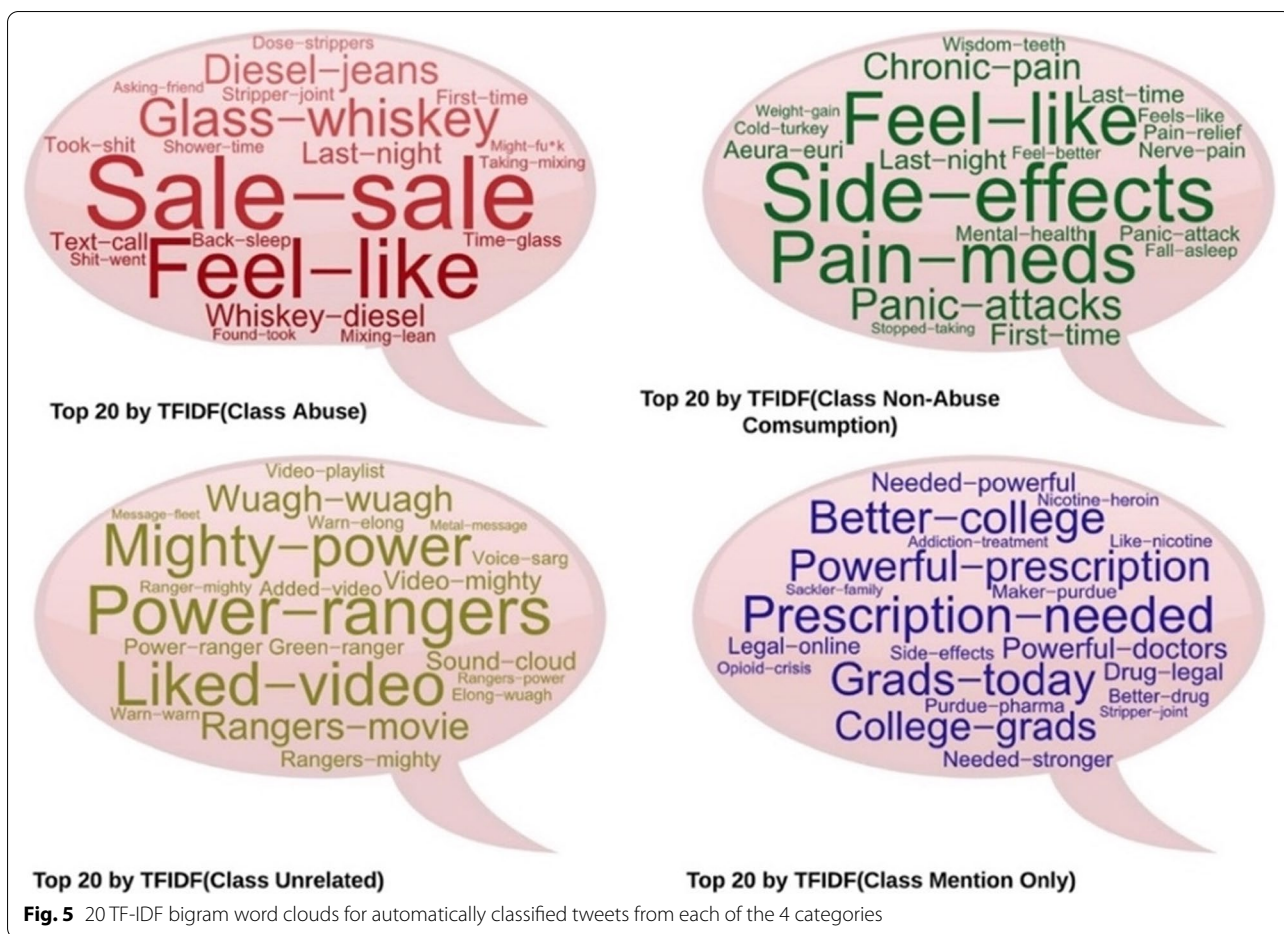 Dose–strippers
Diesel–jeans
Asking–friend
Stripper–joint
First–time
Glass–whiskey
Took–shit
Shower–time
Last–night
Might–fu*k
Taking–mixing
Sale–sale
Text–call
Back–sleep
Time–glass
Shit–went
Feel–like
Whiskey–diesel
Found–took
Mixing–lean
Top 20 by TFIDF(Class Abuse)
Wisdom–teeth
Chronic–pain
Last–time
Weight–gain
Feel–like
Feels–like
Cold–turkey
Pain–relief
Aeura–euri
Last–night
Feel–better
Nerve–pain
Side–effects
Mental–health
Panic–attack
Pain–meds
Fall–asleep
Panic–attacks
Stopped–taking
First–time
Top 20 by TFIDF(Class Non-Abuse
Comsumption)
Video–playlist
Wuagh–wuagh
Message–fleet
Warn–elong
Metal–message
Mighty–power
Voice–sarg
Ranger–mighty
Added–video
Video–mighty
Power–rangers
Power–ranger
Green–ranger
Sound–cloud
Liked–video
Rangers–power
Elong–wuagh
Warn–warn
Rangers–movie
Rangers–mighty
Top 20 by TFIDF(Class Unrelated)
Needed–powerful
Nicotine–heroin
Better–college
Addiction–treatment
Like–nicotine
Powerful–prescription
Sackler–family
Maker–purdue
Prescription–needed
Legal–online
Side–effects
Powerful–doctors
Opioid–crisis
Grads–today
Drug–legal
Better–drug
Purdue–pharma
Stripper–joint
College–grads
Needed–stronger
Top 20 by TFIDF(Class Mention Only)
Fig. 5 20 TF-IDF bigram word clouds for automatically classified tweets from each of the 4 categories